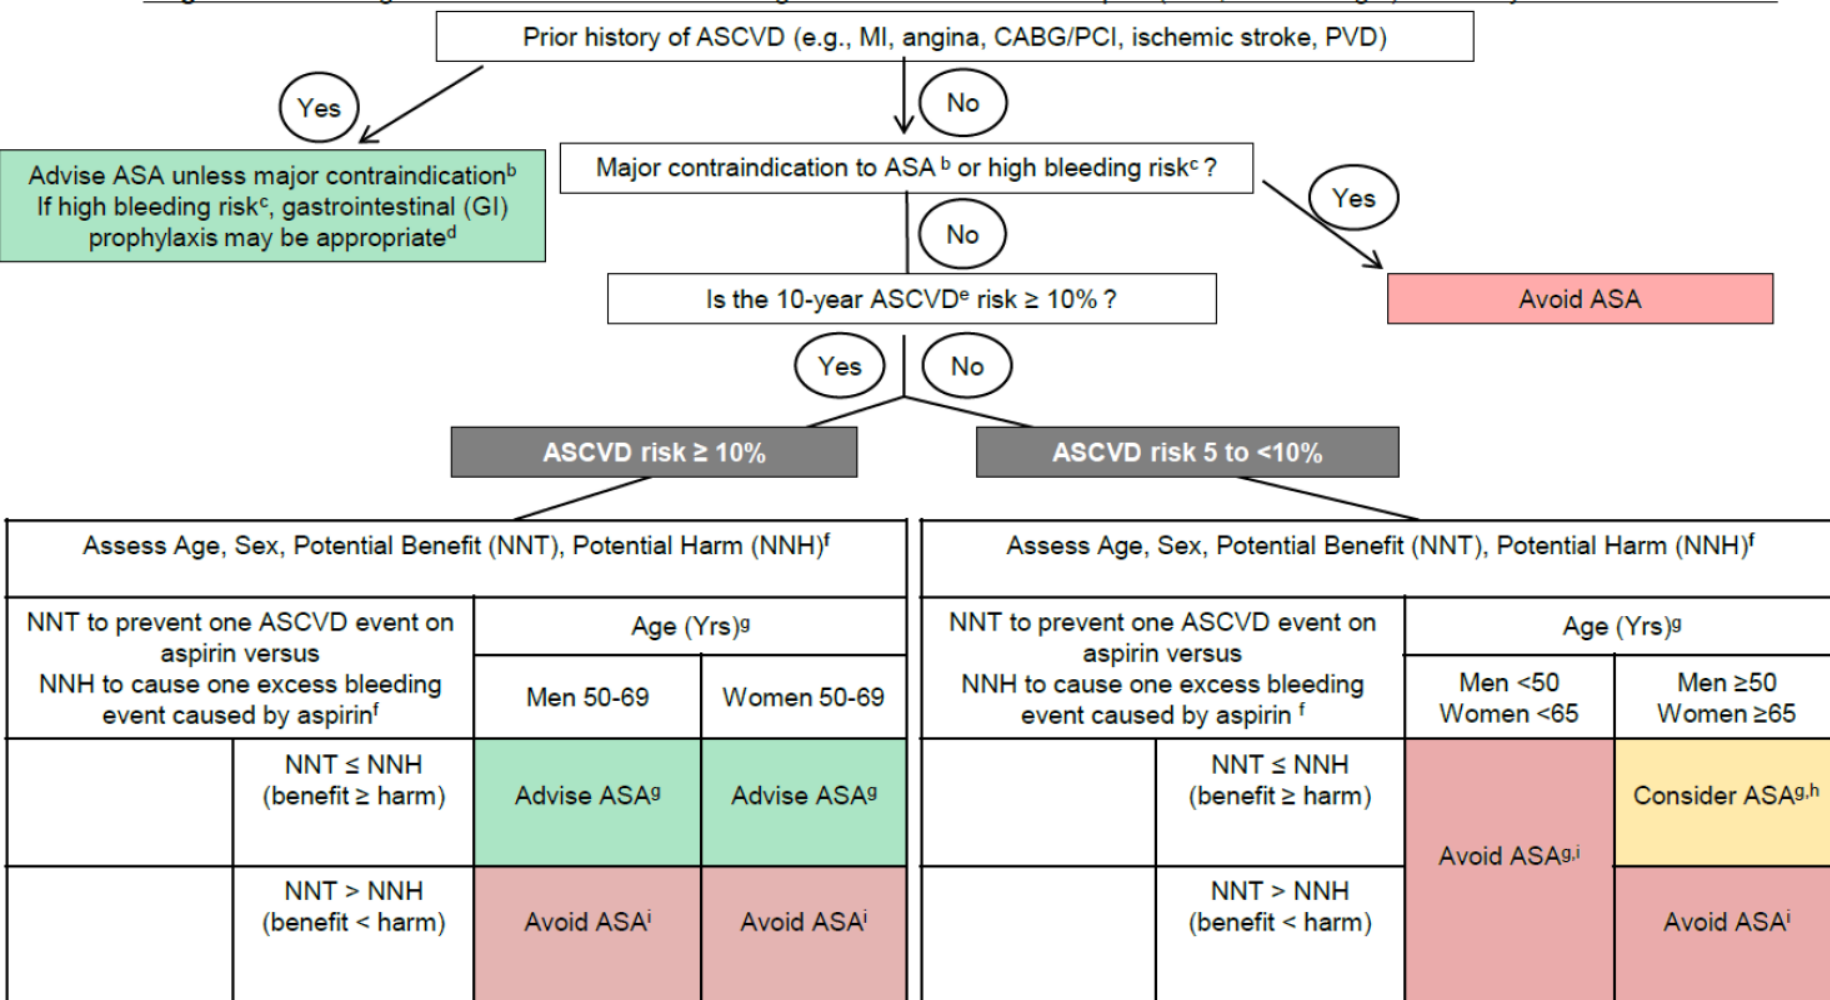 Prior history of ASCVD (e.g., MI, angina, CABG/PCI, ischemic stroke, PVD)
Yes
No
Advise ASA unless major contraindicationᵇ
If high bleeding riskᶜ, gastrointestinal (GI)
prophylaxis may be appropriateᵈ
Major contraindication to ASA ᵇ or high bleeding riskᶜ ?
Yes
No
Is the 10-year ASCVDᵉ risk ≥ 10% ?
Avoid ASA
Yes
No
ASCVD risk ≥ 10%
ASCVD risk 5 to <10%
Assess Age, Sex, Potential Benefit (NNT), Potential Harm (NNH)ᶠ
NNT to prevent one ASCVD event on
aspirin versus
NNH to cause one excess bleeding
event caused by aspirinᶠ
Age (Yrs)ᵍ
Men 50-69
Women 50-69
NNT ≤ NNH
(benefit ≥ harm)
Advise ASAᵍ
Advise ASAᵍ
NNT > NNH
(benefit < harm)
Avoid ASAⁱ
Avoid ASAⁱ
Assess Age, Sex, Potential Benefit (NNT), Potential Harm (NNH)ᶠ
NNT to prevent one ASCVD event on
aspirin versus
NNH to cause one excess bleeding
event caused by aspirin ᶠ
Age (Yrs)ᵍ
Men <50
Women <65
Men ≥50
Women ≥65
NNT ≤ NNH
(benefit ≥ harm)
Avoid ASAᵍ,ⁱ
Consider ASAᵍ,ʰ
NNT > NNH
(benefit < harm)
Avoid ASAⁱ